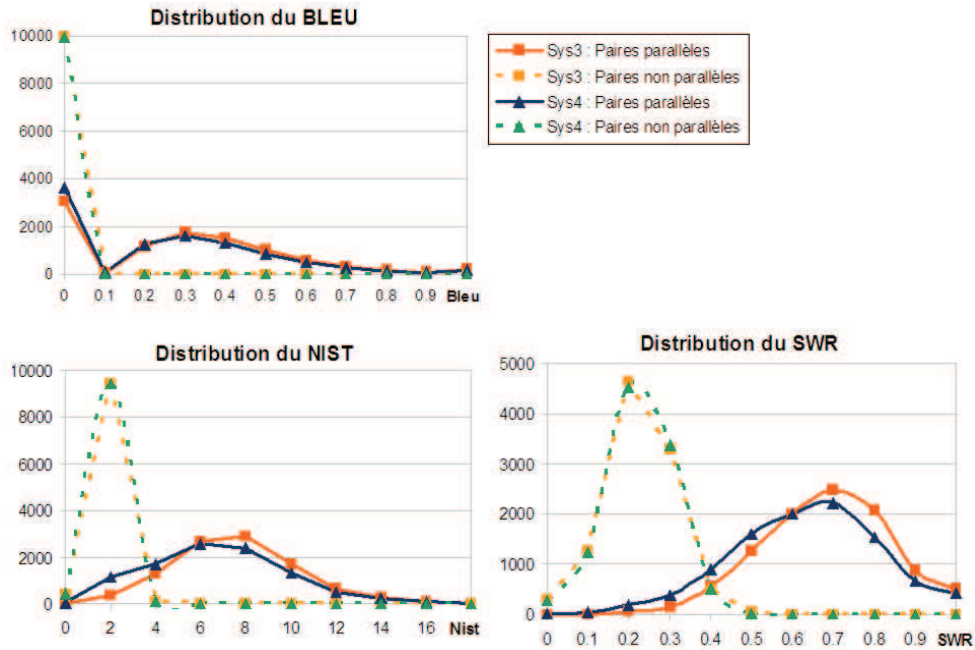 Distribution du BLEU
10000
8000
6000
4000
2000
0
0 0.1 0.2 0.3 0.4 0.5 0.6 0.7 0.8 0.9 Bleu
Sys3 : Paires parallèles
Sys3 : Paires non parallèles
Sys4 : Paires parallèles
Sys4 : Paires non parallèles
Distribution du NIST
10000
8000
6000
4000
2000
0
0 2 4 6 8 10 12 14 16 Nist
Distribution du SWR
5000
4000
3000
2000
1000
0
0 0.1 0.2 0.3 0.4 0.5 0.6 0.7 0.8 0.9 SWR